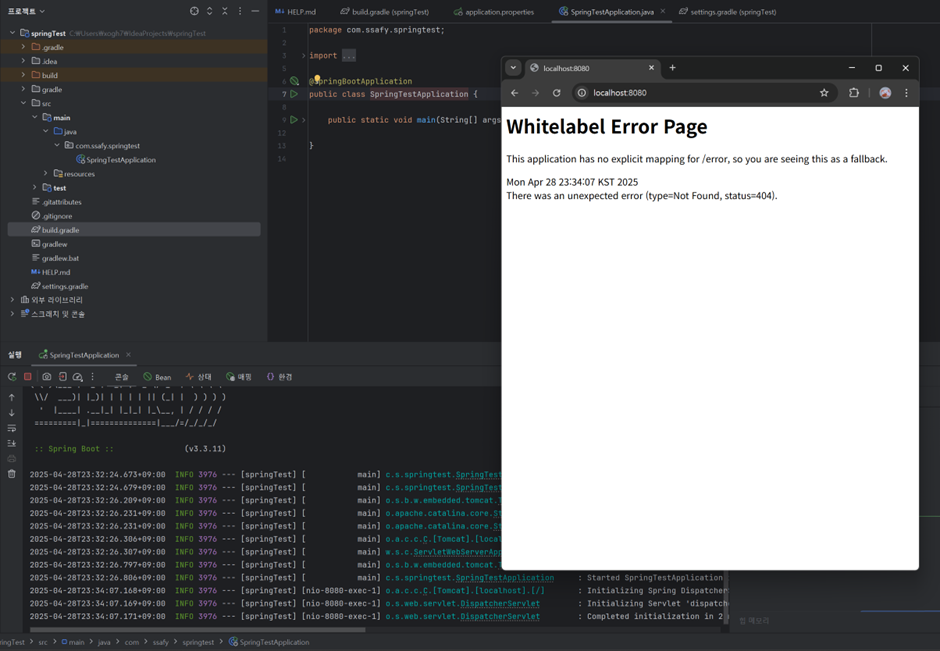 프로젝트
springTest C:\Users\xogh7\IdeaProjects\springTest
.gradle
.idea
build
gradle
src
main
java
com.ssafy.springtest
SpringTestApplication
resources
test
.gitattributes
.gitignore
build.gradle
gradlew
gradlew.bat
M↓ HELP.md
settings.gradle
외부 라이브러리
스크래치 및 콘솔
M↓ HELP.md build.gradle (springTest) application.properties SpringTestApplication.java settings.gradle (springTest)
1 package com.ssafy.springtest;
2
3 import ...
5
6 @SpringBootApplication
7 public class SpringTestApplication {
8
9 public static void main(String[] args
12
13 }
14
localhost:8080
localhost:8080
Whitelabel Error Page
This application has no explicit mapping for /error, so you are seeing this as a fallback.
Mon Apr 28 23:34:07 KST 2025
There was an unexpected error (type=Not Found, status=404).
실행 SpringTestApplication
콘솔 Bean 상태 매핑 환경
\\/ ___)| |_)| | | | | || (_| | ) ) ) )
' |____| .__|_| |_|_| |_\__, | / / / /
=========|_|==============|___/=/_/_/_/
:: Spring Boot :: (v3.3.11)
2025-04-28T23:32:24.673+09:00 INFO 3976 --- [springTest] [ main] c.s.springtest.SpringTest
2025-04-28T23:32:24.679+09:00 INFO 3976 --- [springTest] [ main] c.s.springtest.SpringTest
2025-04-28T23:32:26.209+09:00 INFO 3976 --- [springTest] [ main] o.s.b.w.embedded.tomcat.
2025-04-28T23:32:26.231+09:00 INFO 3976 --- [springTest] [ main] o.apache.catalina.core.St
2025-04-28T23:32:26.231+09:00 INFO 3976 --- [springTest] [ main] o.apache.catalina.core.St
2025-04-28T23:32:26.306+09:00 INFO 3976 --- [springTest] [ main] o.a.c.c.C.[Tomcat].[local
2025-04-28T23:32:26.307+09:00 INFO 3976 --- [springTest] [ main] w.s.c.ServletWebServerApp
2025-04-28T23:32:26.797+09:00 INFO 3976 --- [springTest] [ main] o.s.b.w.embedded.tomcat.
2025-04-28T23:32:26.806+09:00 INFO 3976 --- [springTest] [ main] c.s.springtest.SpringTestApplication : Started SpringTestApplication
2025-04-28T23:34:07.168+09:00 INFO 3976 --- [springTest] [nio-8080-exec-1] o.a.c.c.C.[Tomcat].[localhost].[/] : Initializing Spring Dispatcher
2025-04-28T23:34:07.169+09:00 INFO 3976 --- [springTest] [nio-8080-exec-1] o.s.web.servlet.DispatcherServlet : Initializing Servlet 'dispatc
2025-04-28T23:34:07.171+09:00 INFO 3976 --- [springTest] [nio-8080-exec-1] o.s.web.servlet.DispatcherServlet : Completed initialization in 2
힙 메모리
ringTest > src > main > java > com > ssafy > springtest > SpringTestApplication